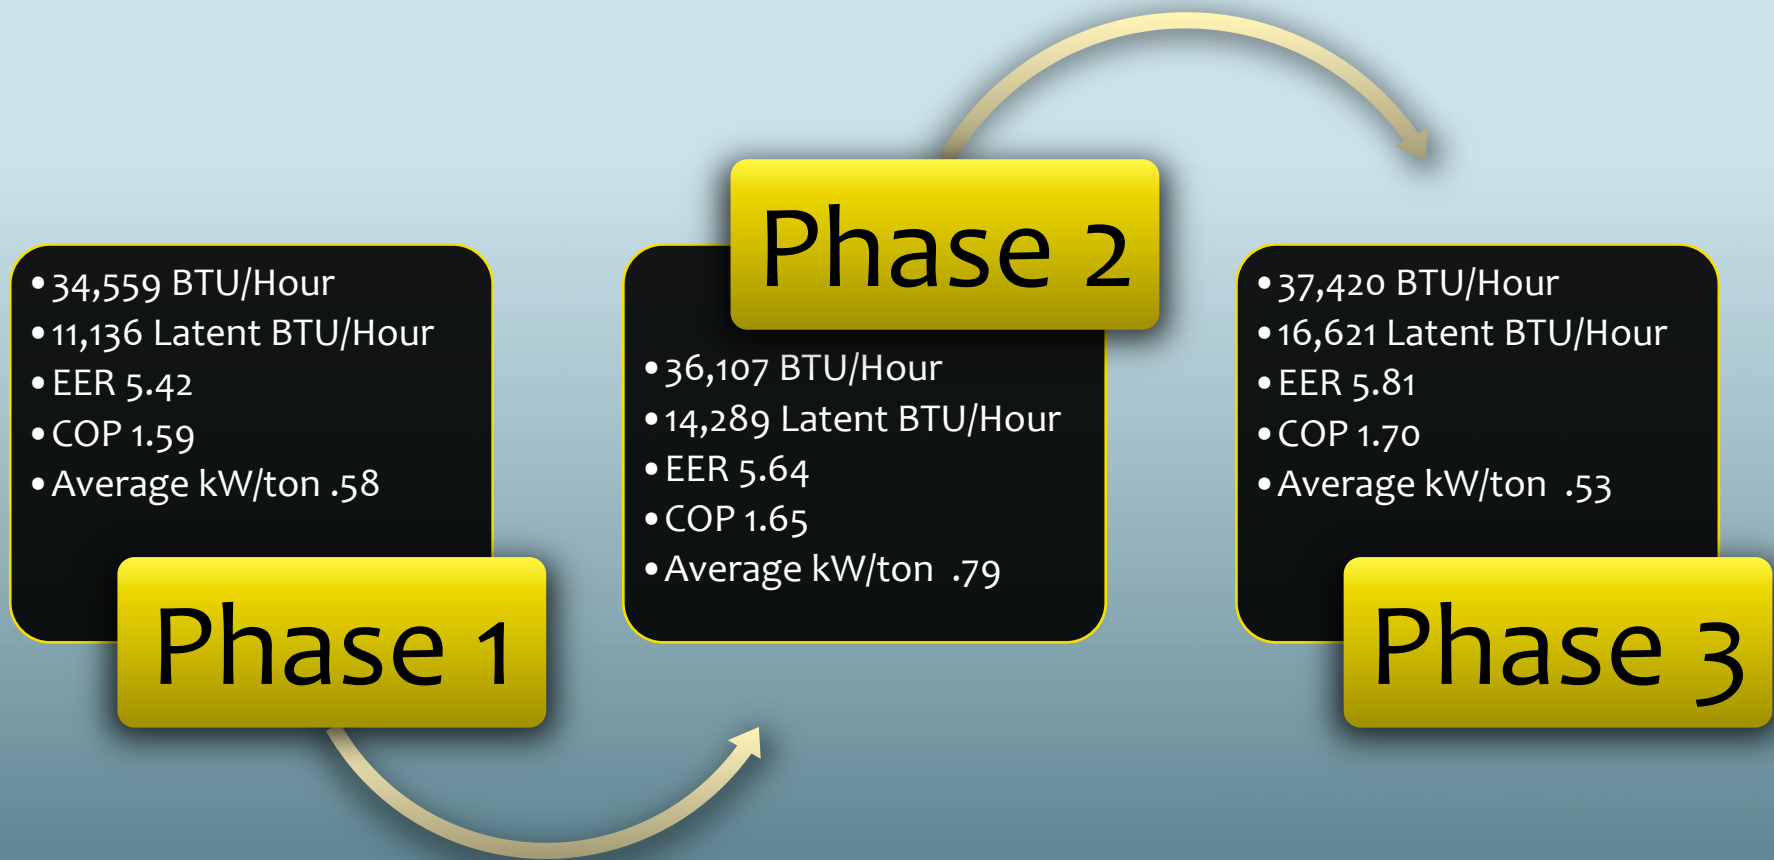 • 34,559 BTU/Hour
• 11,136 Latent BTU/Hour
• EER 5.42
• COP 1.59
• Average kW/ton .58
Phase 1
Phase 2
• 36,107 BTU/Hour
• 14,289 Latent BTU/Hour
• EER 5.64
• COP 1.65
• Average kW/ton .79
• 37,420 BTU/Hour
• 16,621 Latent BTU/Hour
• EER 5.81
• COP 1.70
• Average kW/ton .53
Phase 3